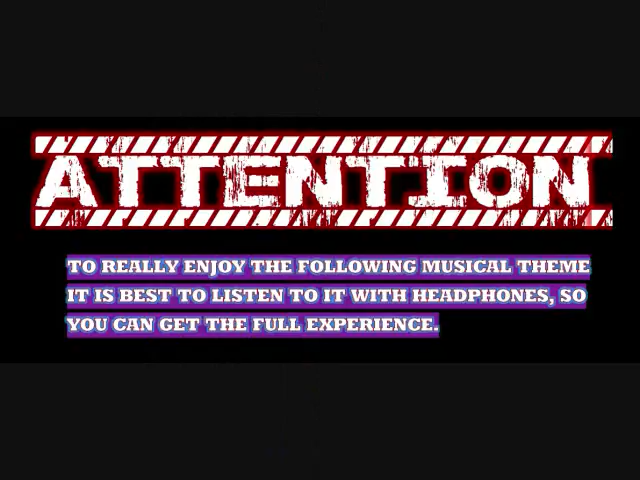 ATTENTION
TO REALLY ENJOY THE FOLLOWING MUSICAL THEME
IT IS BEST TO LISTEN TO IT WITH HEADPHONES, SO
YOU CAN GET THE FULL EXPERIENCE.